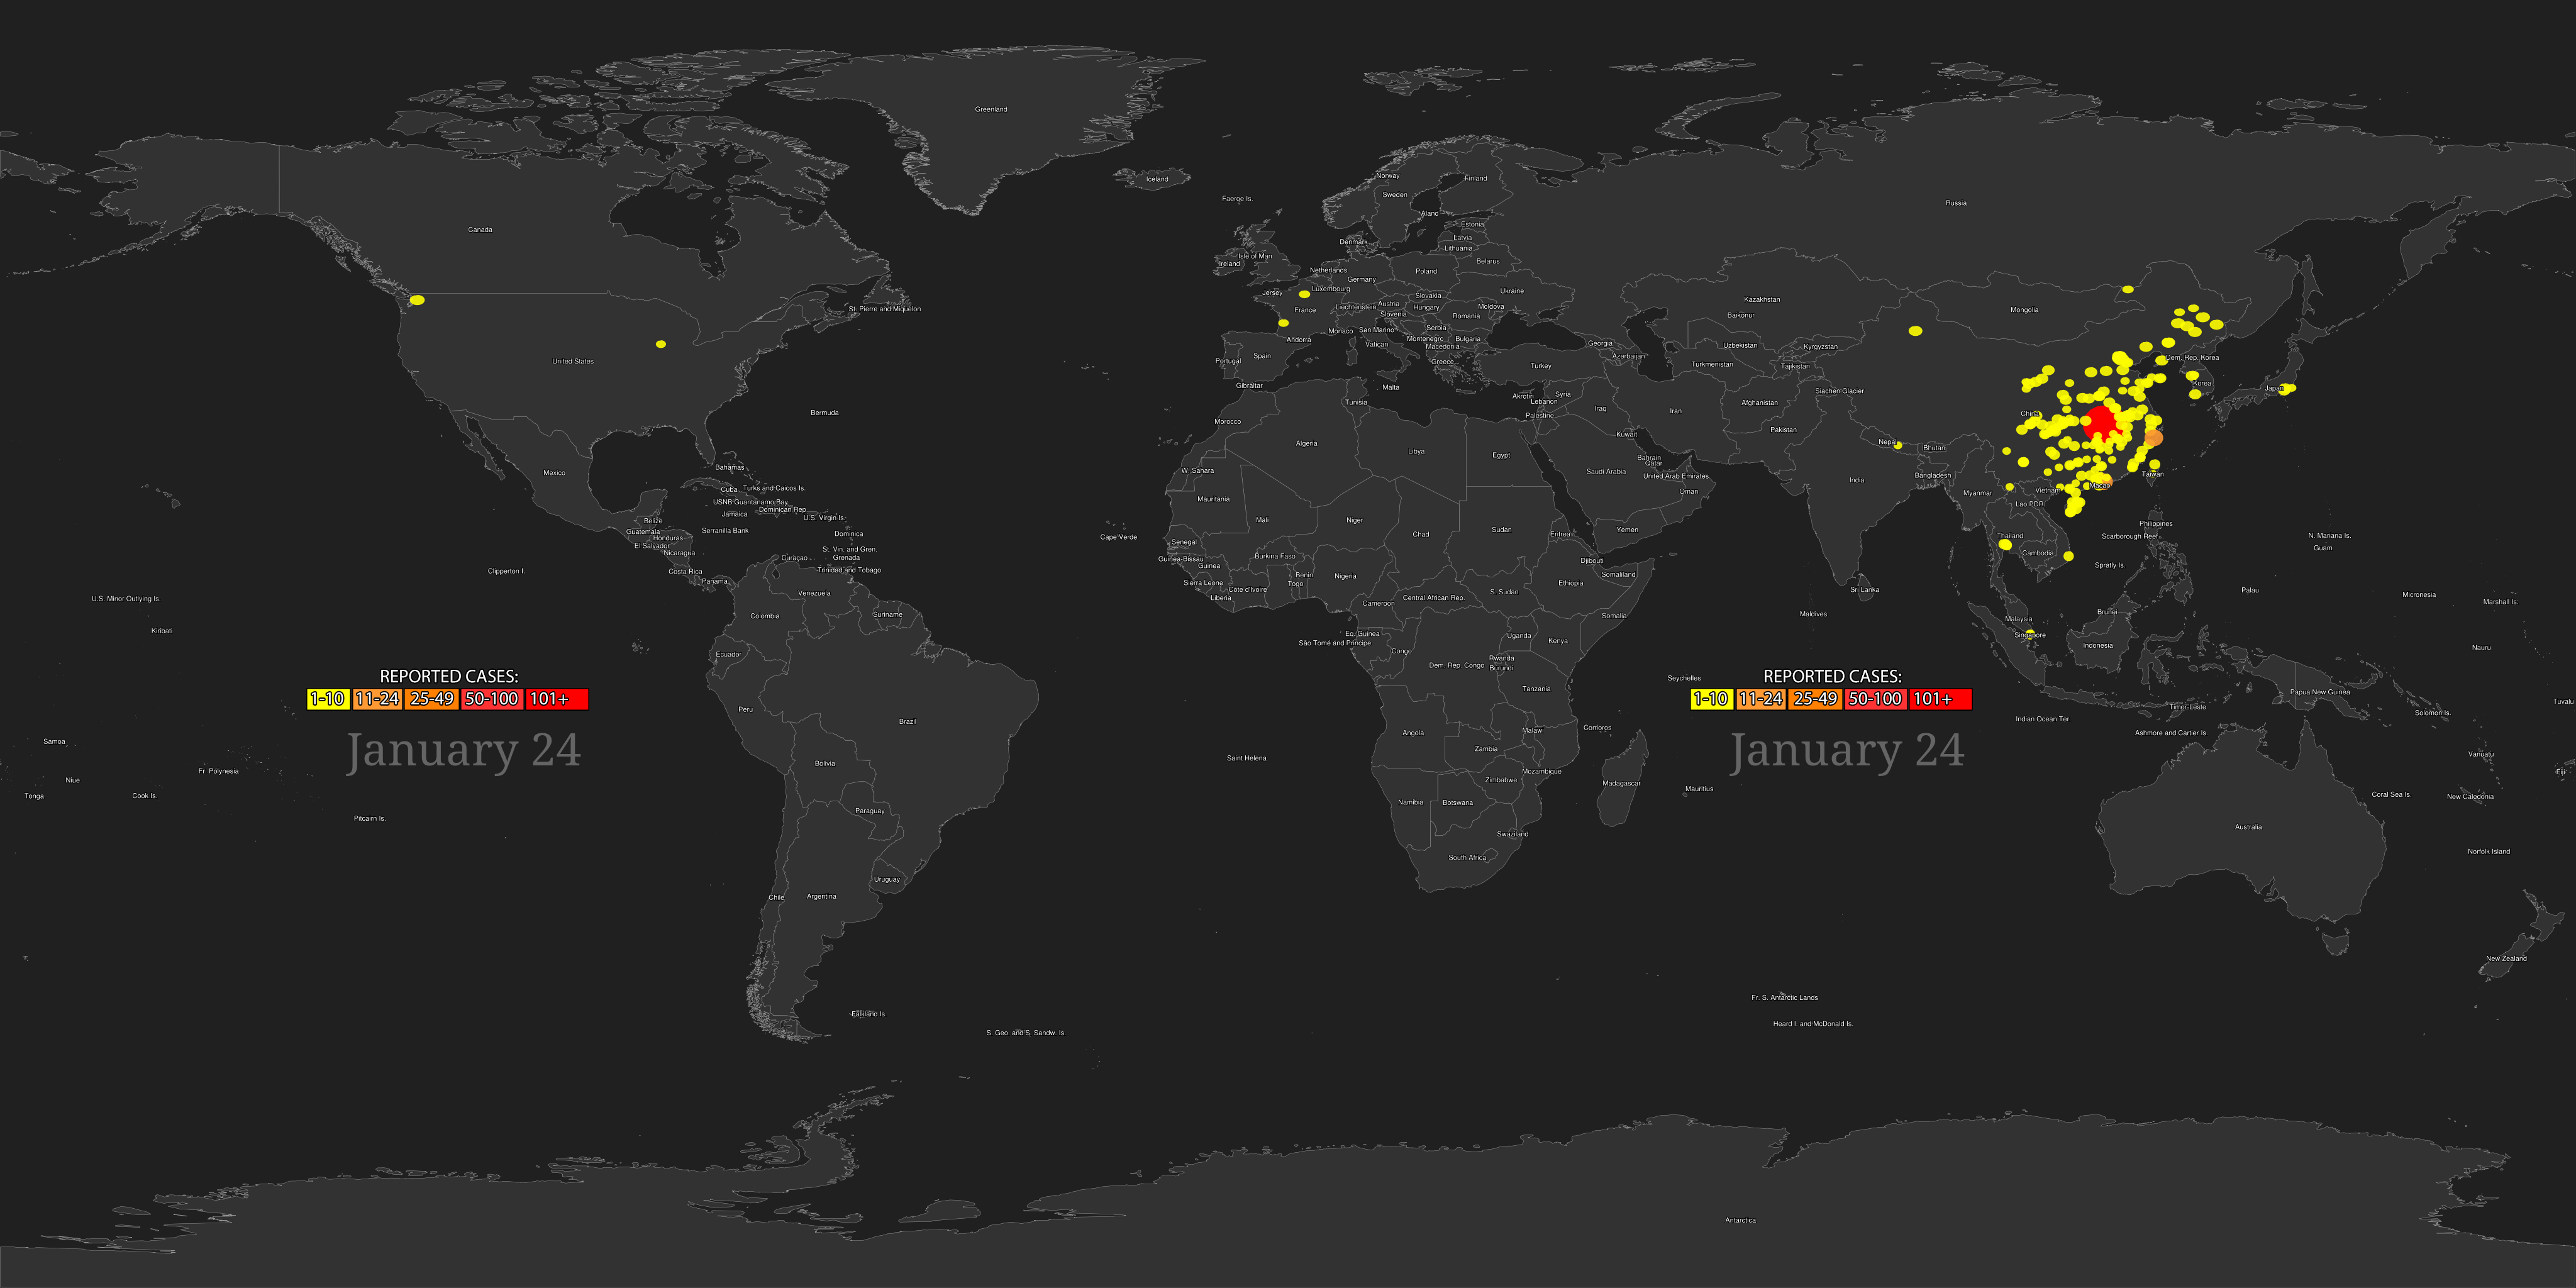 Greenland
Iceland
Norway
Finland
Sweden
Faeroe Is.
Russia
Aland
Estonia
Canada
Latvia
Denmark
Lithuania
Isle of Man
Ireland
Belarus
Netherlands
Poland
Germany
Luxembourg
Jersey
Ukraine
Slovakia
Kazakhstan
Austria
Liechtenstein
Hungary
Moldova
St. Pierre and Miquelon
France
Mongolia
Slovenia
Romania
Baikonur
Serbia
Monaco
San Marino
Andorra
Montenegro
Bulgaria
Vatican
Macedonia
Georgia
Uzbekistan
Kyrgyzstan
Azerbaijan
Dem. Rep. Korea
United States
Portugal
Spain
Greece
Turkey
Turkmenistan
Tajikistan
Gibraltar
Malta
Korea
Japan
Siachen Glacier
Akrotiri
Syria
Lebanon
Tunisia
Afghanistan
Iraq
Iran
Bermuda
Palestine
China
Morocco
Pakistan
Kuwait
Algeria
Libya
Egypt
Nepal
Bhutan
Bahrain
Qatar
Bahamas
W. Sahara
Saudi Arabia
United Arab Emirates
Mexico
Bangladesh
Taiwan
India
Macao
Cuba
Turks and Caicos Is.
Oman
Vietnam
Myanmar
Mauritania
USNB Guantanamo Bay
Lao PDR
Dominican Rep.
Jamaica
U.S. Virgin Is.
Mali
Niger
Belize
Philippines
Serranilla Bank
Sudan
Yemen
Guatemala
Dominica
Chad
Eritrea
Thailand
N. Mariana Is.
Honduras
Cape Verde
Scarborough Reef
El Salvador
Senegal
Guam
St. Vin. and Gren.
Nicaragua
Cambodia
Grenada
Curaçao
Guinea-Bissau
Burkina Faso
Djibouti
Guinea
Spratly Is.
Clipperton I.
Costa Rica
Trinidad and Tobago
Benin
Nigeria
Somaliland
Panama
Sierra Leone
Togo
Ethiopia
Côte d'Ivoire
Sri Lanka
Palau
Venezuela
Liberia
S. Sudan
Micronesia
U.S. Minor Outlying Is.
Central African Rep.
Cameroon
Marshall Is.
Colombia
Suriname
Somalia
Maldives
Brunei
Malaysia
Kiribati
Eq. Guinea
Uganda
Singapore
São Tomé and Principe
Kenya
Indonesia
Nauru
Congo
Ecuador
Rwanda
Dem. Rep. Congo
Burundi
REPORTED CASES:
1-10 11-24 25-49 50-100 101+
January 24
Seychelles
REPORTED CASES:
1-10 11-24 25-49 50-100 101+
January 24
Tanzania
Papua New Guinea
Tuvalu
Peru
Timor-Leste
Solomon Is.
Brazil
Indian Ocean Ter.
Comoros
Angola
Malawi
Ashmore and Cartier Is.
Samoa
Zambia
Saint Helena
Vanuatu
Bolivia
Fr. Polynesia
Mozambique
Fiji
Niue
Zimbabwe
Madagascar
Mauritius
Tonga
Cook Is.
Coral Sea Is.
New Caledonia
Namibia
Botswana
Paraguay
Pitcairn Is.
Australia
Swaziland
Norfolk Island
South Africa
Uruguay
Chile
Argentina
New Zealand
Fr. S. Antarctic Lands
Falkland Is.
Heard I. and McDonald Is.
S. Geo. and S. Sandw. Is.
Antarctica